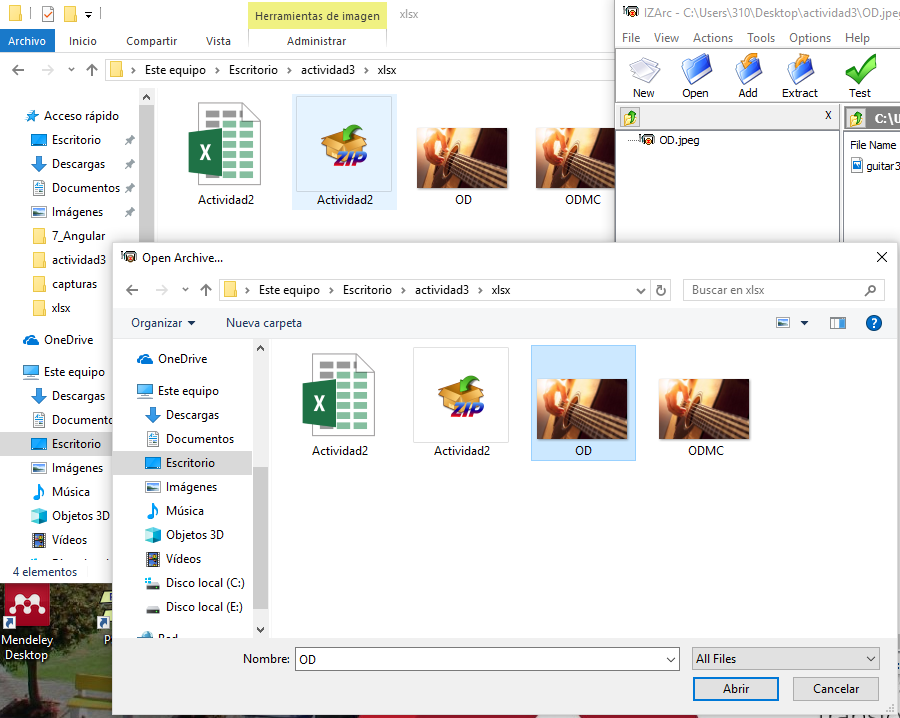 Herramientas de imagen
xlsx
Archivo
Inicio
Compartir
Vista
Administrar
Este equipo
Escritorio
actividad3
xlsx
Acceso rápido
Escritorio
Descargas
Documentos
Imágenes
7_Angular
actividad3
capturas
xlsx
OneDrive
Este equipo
Descargas
Documento
Escritorio
Imágenes
Música
Objetos 3D
Vídeos
4 elementos
X
ZIP
Actividad2
Actividad2
OD
ODMC
IZArc - C:\Users\310\Desktop\actividad3\OD.jpeg
File
View
Actions
Tools
Options
Help
New
Open
Add
Extract
Test
X
OD.jpeg
C:\U
File Name
guitar3
Open Archive...
Este equipo
Escritorio
actividad3
xlsx
Buscar en xlsx
Organizar
Nueva carpeta
?
OneDrive
Este equipo
Descargas
Documentos
Escritorio
Imágenes
Música
Objetos 3D
Vídeos
Disco local (C:)
Disco local (E:)
Red
X
ZIP
Actividad2
Actividad2
OD
ODMC
Nombre:
OD
All Files
Abrir
Cancelar
Mendeley
Desktop
P